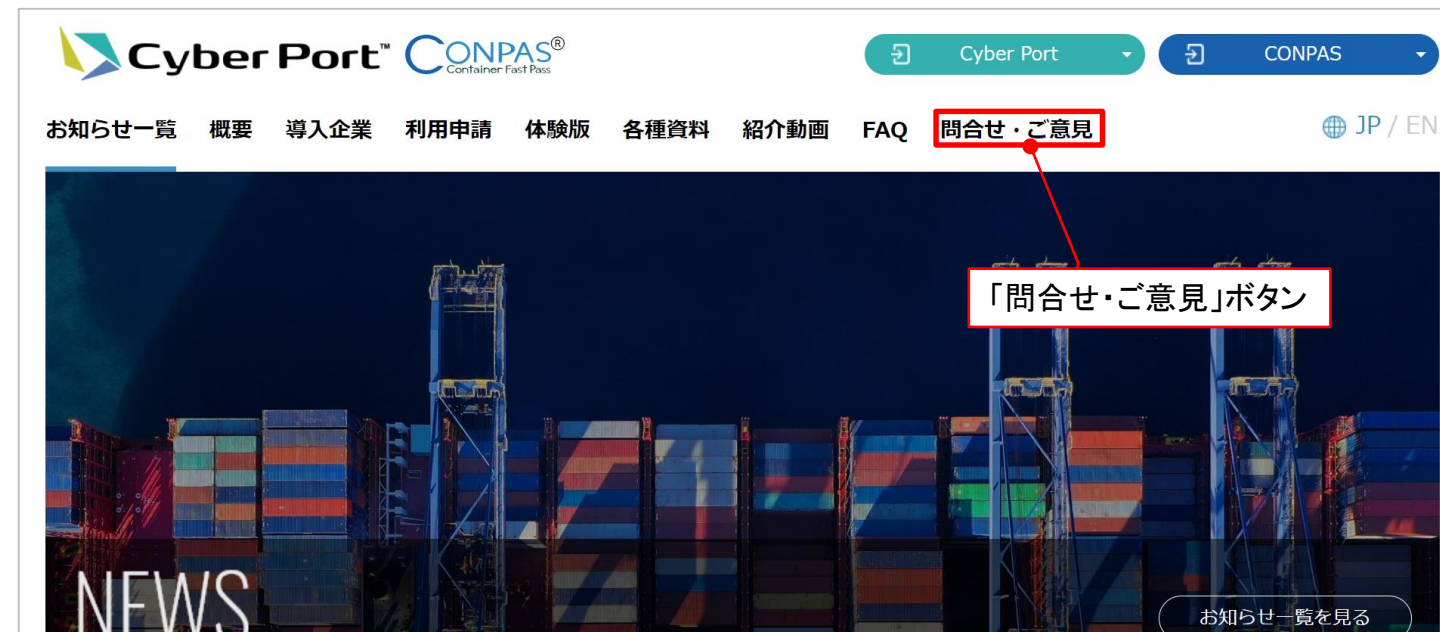 Cyber Port™ CONPAS®
Container Fast Pass
Cyber Port
CONPAS
お知らせ一覧 概要 導入企業 利用申請 体験版 各種資料 紹介動画 FAQ 問合せ・ご意見
JP / EN
「問合せ・ご意見」ボタン
NEWS
お知らせ一覧を見る